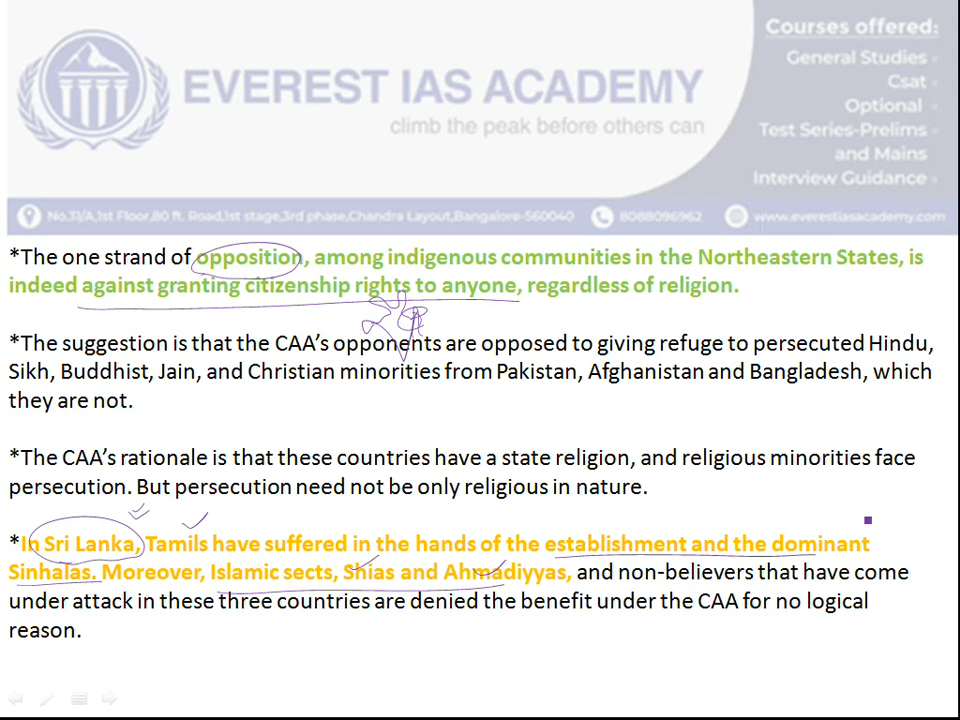 Courses offered:
General Studies
Csat
Optional
Test Series-Prelims
and Mains
Interview Guidance
EVEREST IAS ACADEMY
climb the peak before others can
No.31/A,1st Floor,80 ft. Road,1st stage,3rd phase,Chandra Layout,Bangalore-560040
8088096962
www.everestiasacademy.com
*The one strand of opposition, among indigenous communities in the Northeastern States, is
indeed against granting citizenship rights to anyone, regardless of religion.
*The suggestion is that the CAA’s opponents are opposed to giving refuge to persecuted Hindu,
Sikh, Buddhist, Jain, and Christian minorities from Pakistan, Afghanistan and Bangladesh, which
they are not.
*The CAA’s rationale is that these countries have a state religion, and religious minorities face
persecution. But persecution need not be only religious in nature.
*In Sri Lanka, Tamils have suffered in the hands of the establishment and the dominant
Sinhalas. Moreover, Islamic sects, Shias and Ahmadiyyas, and non-believers that have come
under attack in these three countries are denied the benefit under the CAA for no logical
reason.